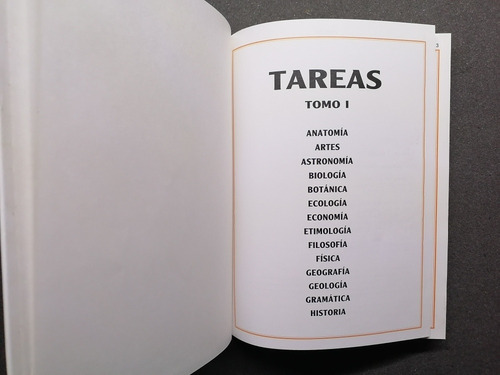 TAREAS
TOMO I
ANATOMÍA
ARTES
ASTRONOMÍA
BIOLOGÍA
BOTÁNICA
ECOLOGÍA
ECONOMÍA
ETIMOLOGÍA
FILOSOFÍA
FÍSICA
GEOGRAFÍA
GEOLOGÍA
GRAMÁTICA
HISTORIA